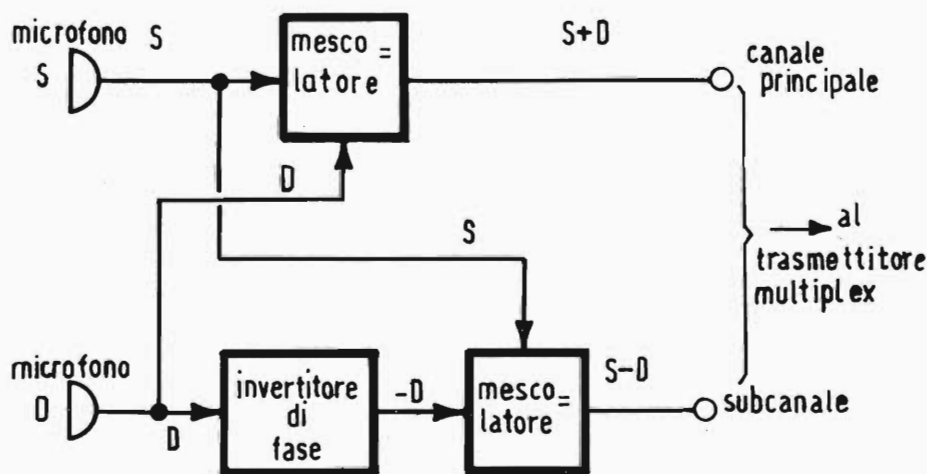 microfono
S
S
mesco=
latore
S+D
canale
principale
D
S
al
trasmettitore
multiplex
microfono
D
D
invertitore
di
fase
-D
mesco=
latore
S-D
subcanale